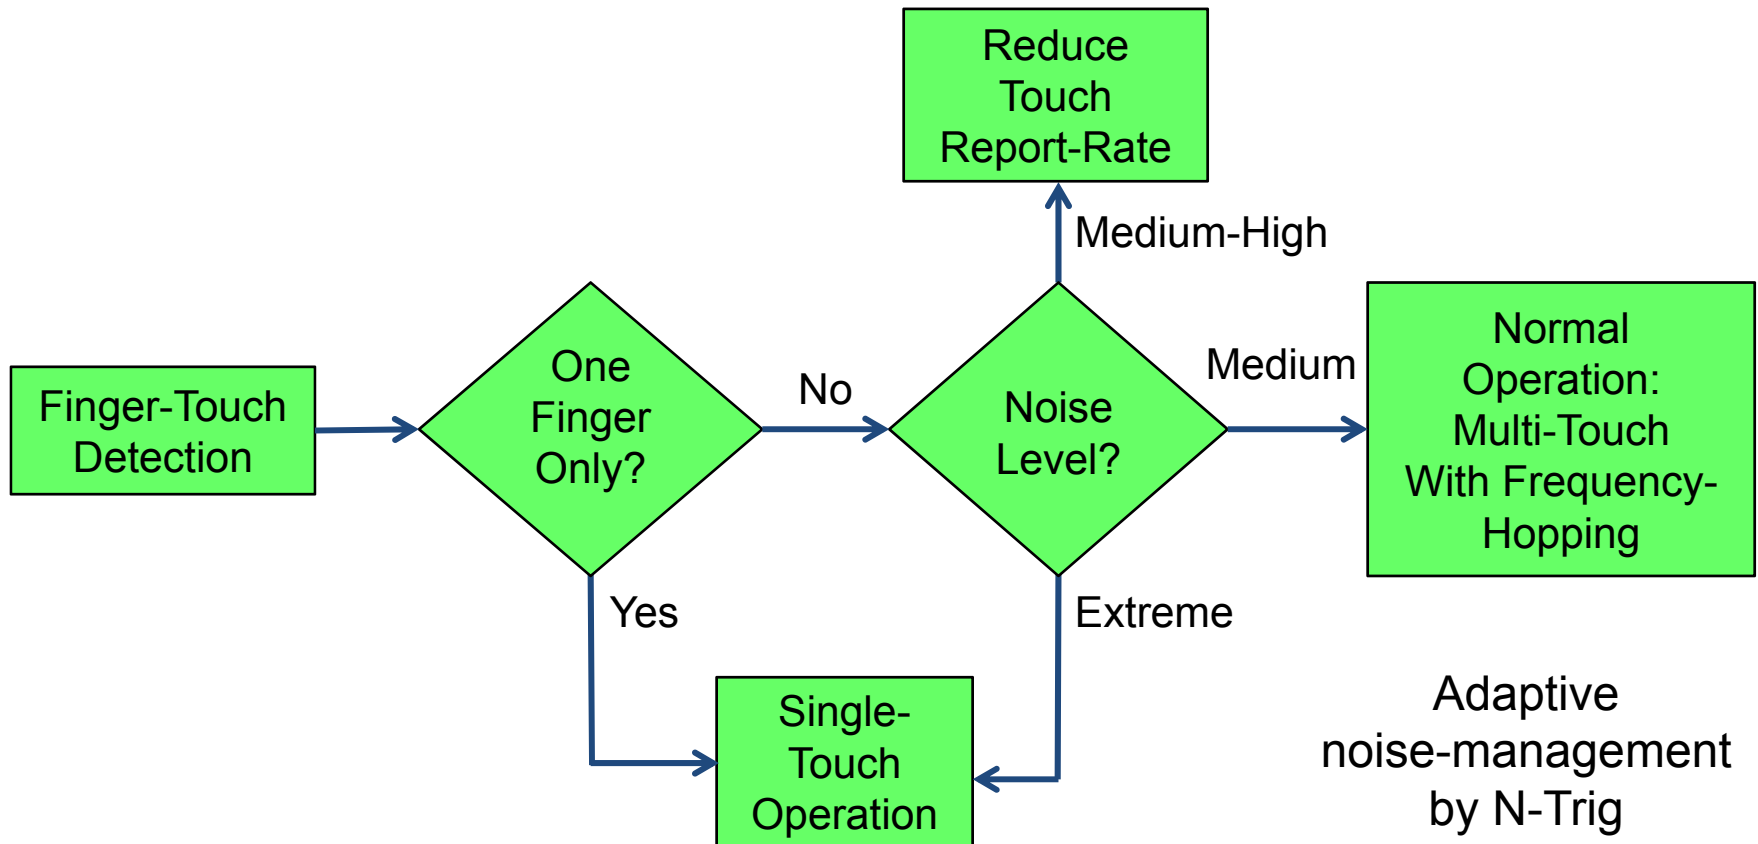 Reduce
Touch
Report-Rate
Medium-High
Finger-Touch
Detection
One
Finger
Only?
No
Noise
Level?
Medium
Normal
Operation:
Multi-Touch
With Frequency-
Hopping
Yes
Extreme
Single-
Touch
Operation
Adaptive
noise-management
by N-Trig